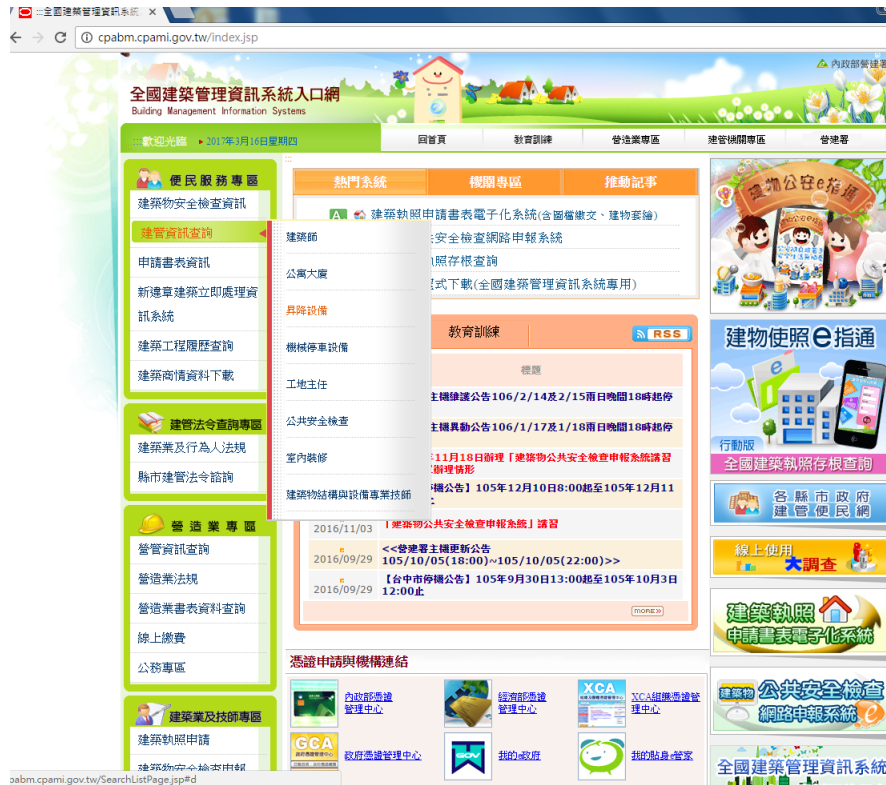 :::全國建築管理資訊系統 ×
cpabm.cpami.gov.tw/index.jsp
內政部營建署
全國建築管理資訊系統入口網
Building Management Information Systems
:::歡迎光臨 ▸ 2017年3月16日星期四
回首頁 教育訓練 營造業專區 建管機關專區 營建署
便民服務專區
建築物安全檢查資訊
建管資訊查詢
申請書表資訊
新違章建築立即處理資
訊系統
建築工程履歷查詢
建築商情資料下載
建築師
公寓大廈
昇降設備
機械停車設備
工地主任
公共安全檢查
室內裝修
建築物結構與設備專業技師
熱門系統 機關專區 推動記事
A 建築執照申請書表電子化系統(含圖檔繳交、建物套繪)
安全檢查網路申報系統
照存根查詢
程式下載(全國建築管理資訊系統專用)
教育訓練
RSS
標題
主機維護公告106/2/14及2/15兩日晚間18時起停
主機異動公告106/1/17及1/18兩日晚間18時起停
11月18日辦理「建築物公共安全檢查申報系統講習
辦理情形
機公告】105年12月10日8:00起至105年12月11
2016/11/03 「建築物公共安全檢查申報系統」講習
2016/09/29 <<營建署主機更新公告
105/10/05(18:00)~105/10/05(22:00)>>
2016/09/29 【台中市停機公告】105年9月30日13:00起至105年10月3日
12:00止
more»
建管法令查詢專區
建築業及行為人法規
縣市建管法令諮詢
營造業專區
營管資訊查詢
營造業法規
營造業書表資料查詢
線上繳費
公務專區
建築業及技師專區
建築執照申請
建築物安全檢查申報
憑證申請與機構連結
內政部憑證
管理中心
經濟部憑證
管理中心
XCA
XCA組織憑證管
理中心
GCA
政府憑證管理中心
GOV
我的e政府
我的貼身e管家
建物公安e指通
建物使照e指通
行動版
全國建築執照存根查詢
各縣市政府
建管便民網
線上使用
大調查
建築執照
申請書表電子化系統
建築物公共安全檢查
網路申報系統
全國建築管理資訊系統
pabm.cpami.gov.tw/SearchListPage.jsp#d